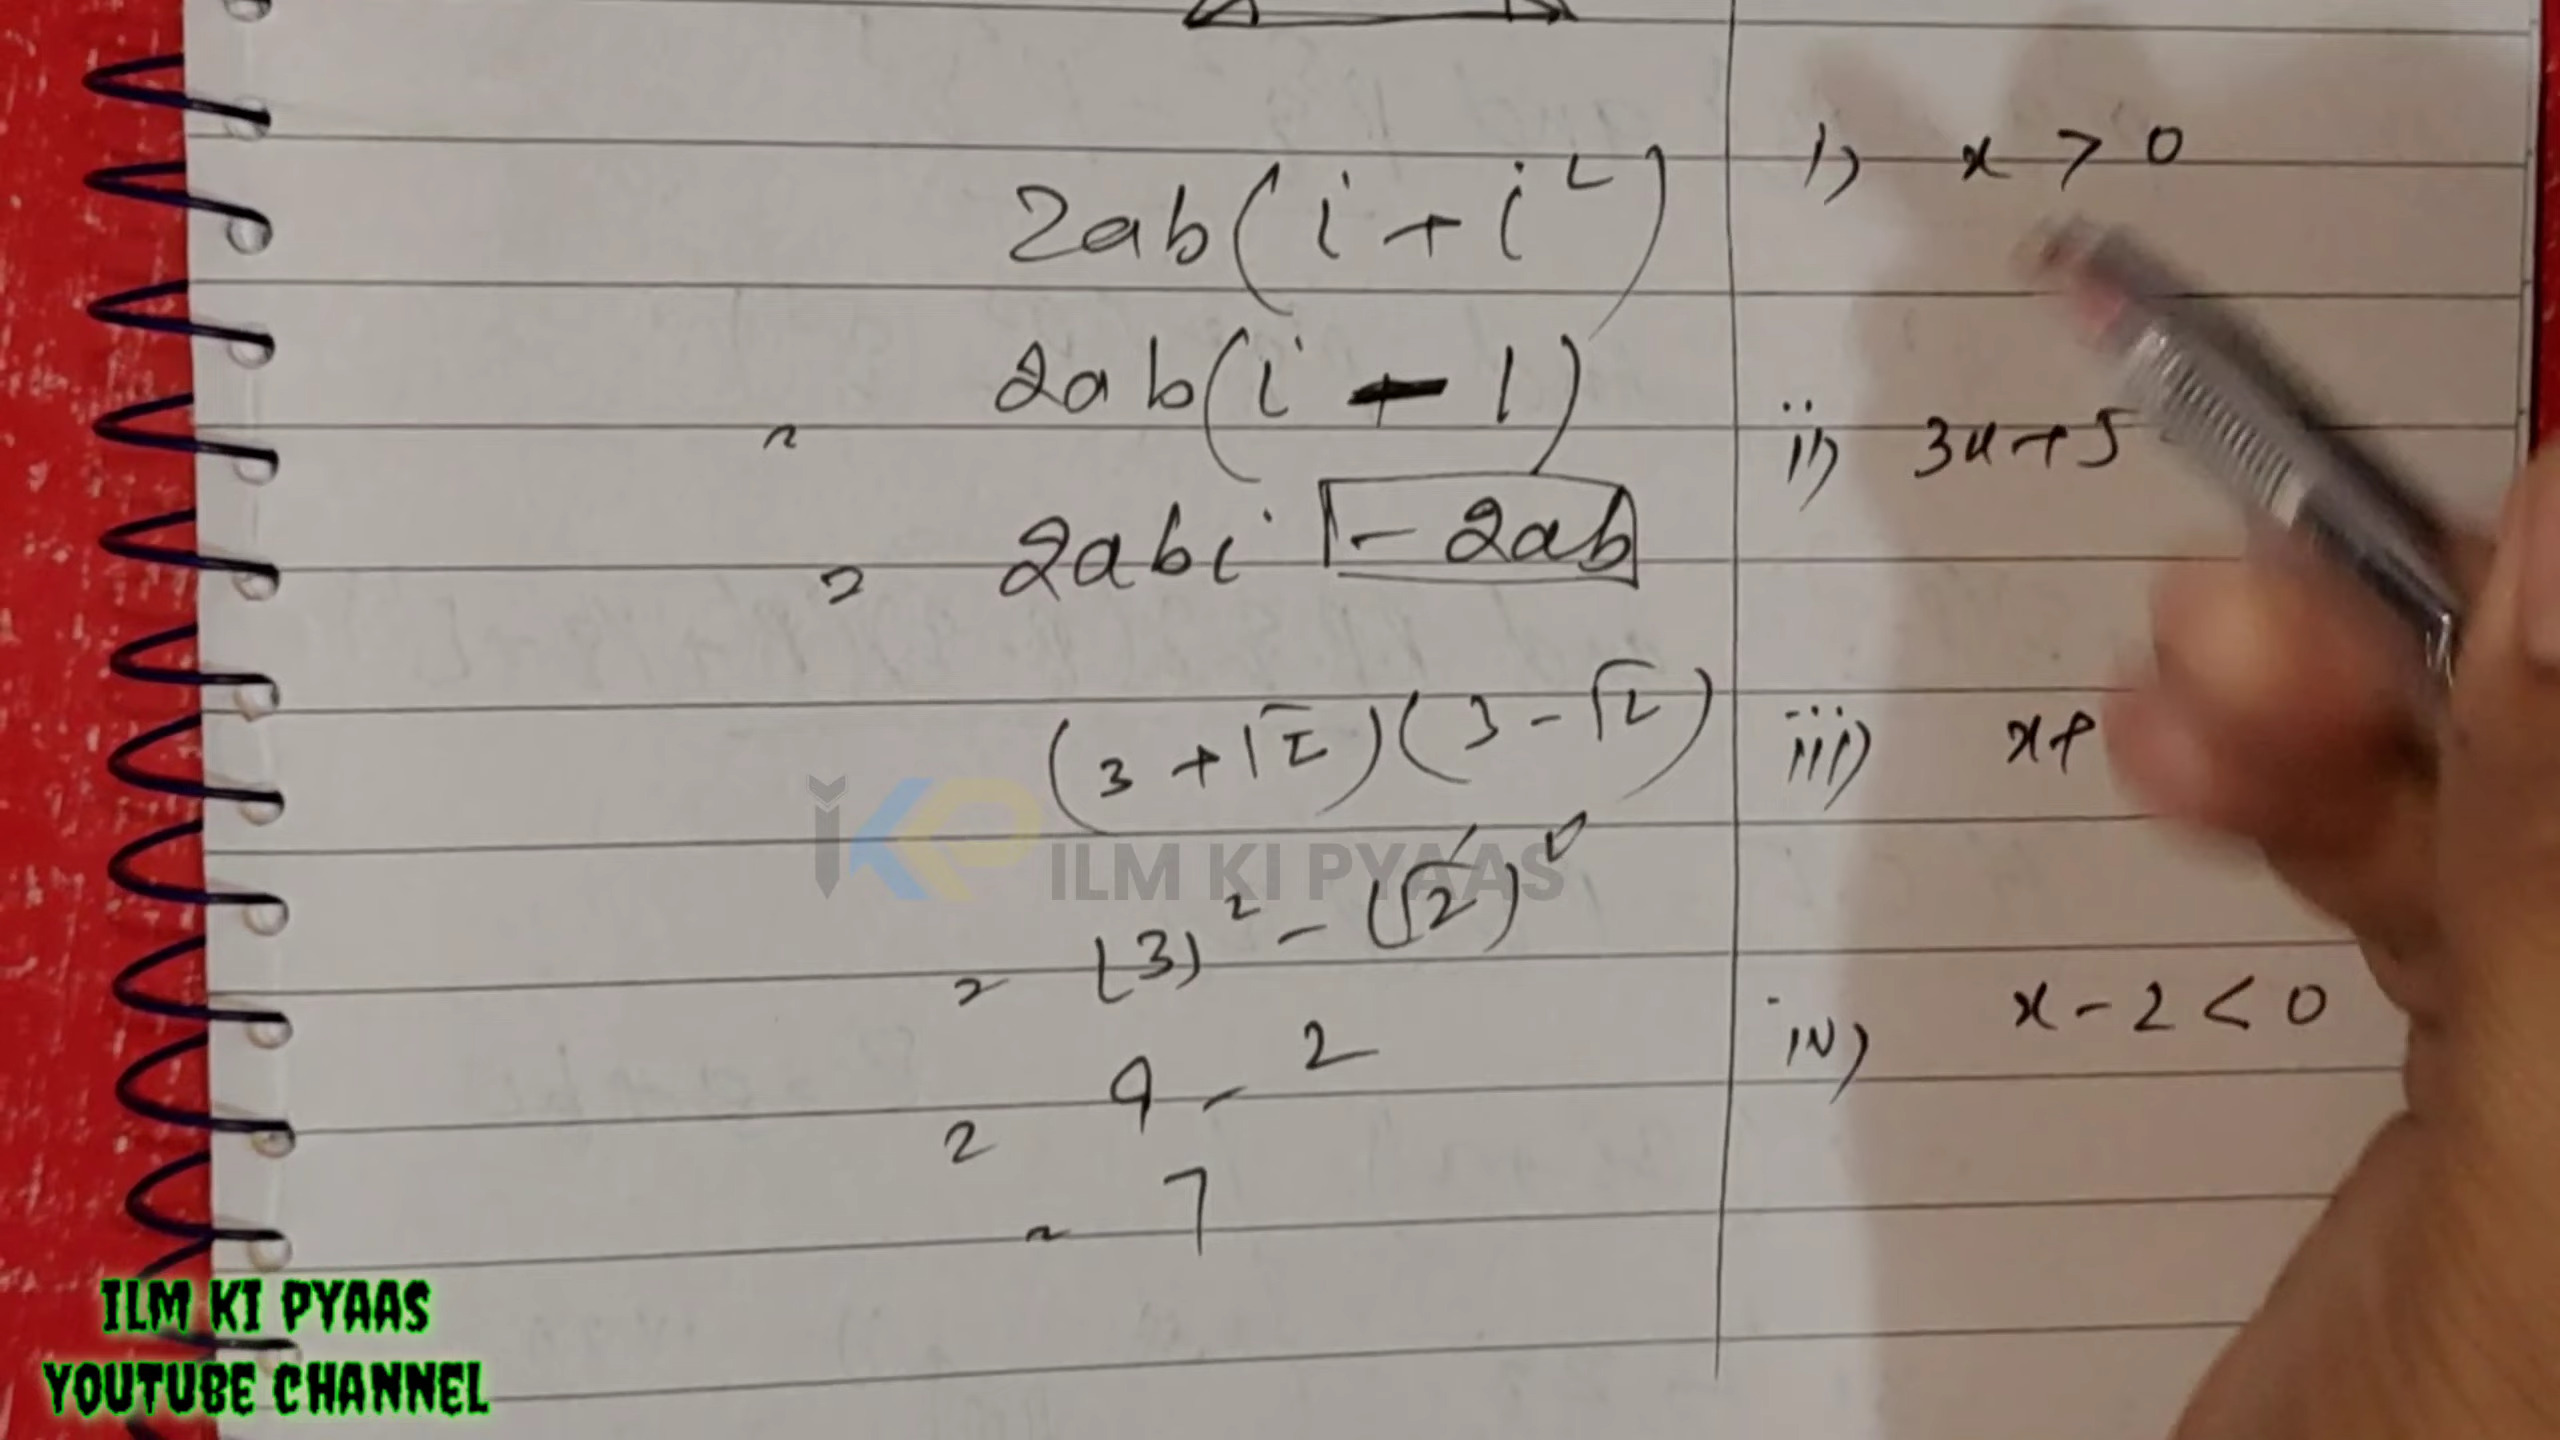 2ab(i + i²)
= 2ab(i - 1)
= 2abi - 2ab
(3 + √2)(3 - √2)
= (3)² - (√2)²
= 9 - 2
= 7
i) x > 0
ii) 3x + 5
iii) x +
iv) x - 2 < 0
ILM KI PYAAS
ILM KI PYAAS
YOUTUBE CHANNEL